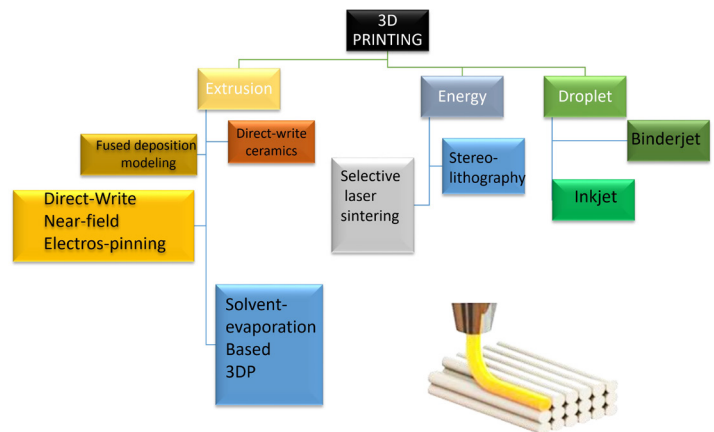 3D
PRINTING
Extrusion
Energy
Droplet
Fused deposition
modeling
Direct-write
ceramics
Direct-Write
Near-field
Electros-pinning
Solvent-
evaporation
Based
3DP
Selective
laser
sintering
Stereo-
lithography
Binderjet
Inkjet